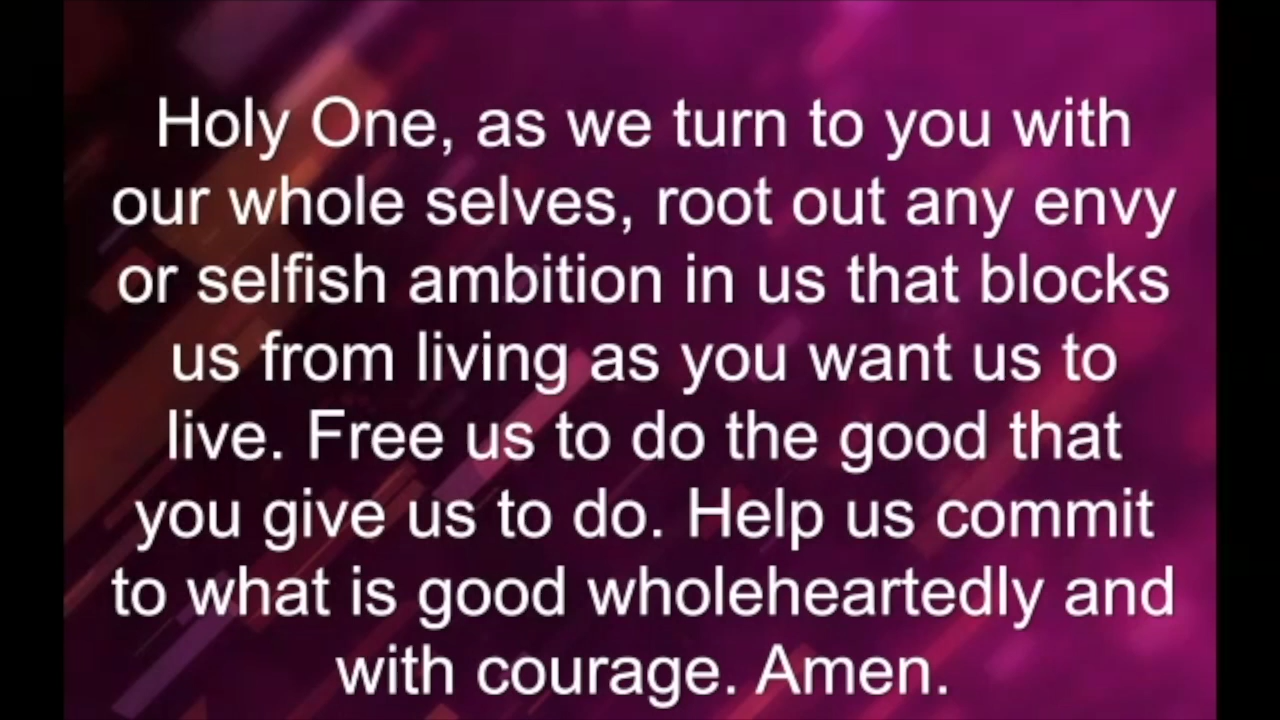 Holy One, as we turn to you with
our whole selves, root out any envy
or selfish ambition in us that blocks
us from living as you want us to
live. Free us to do the good that
you give us to do. Help us commit
to what is good wholeheartedly and
with courage. Amen.